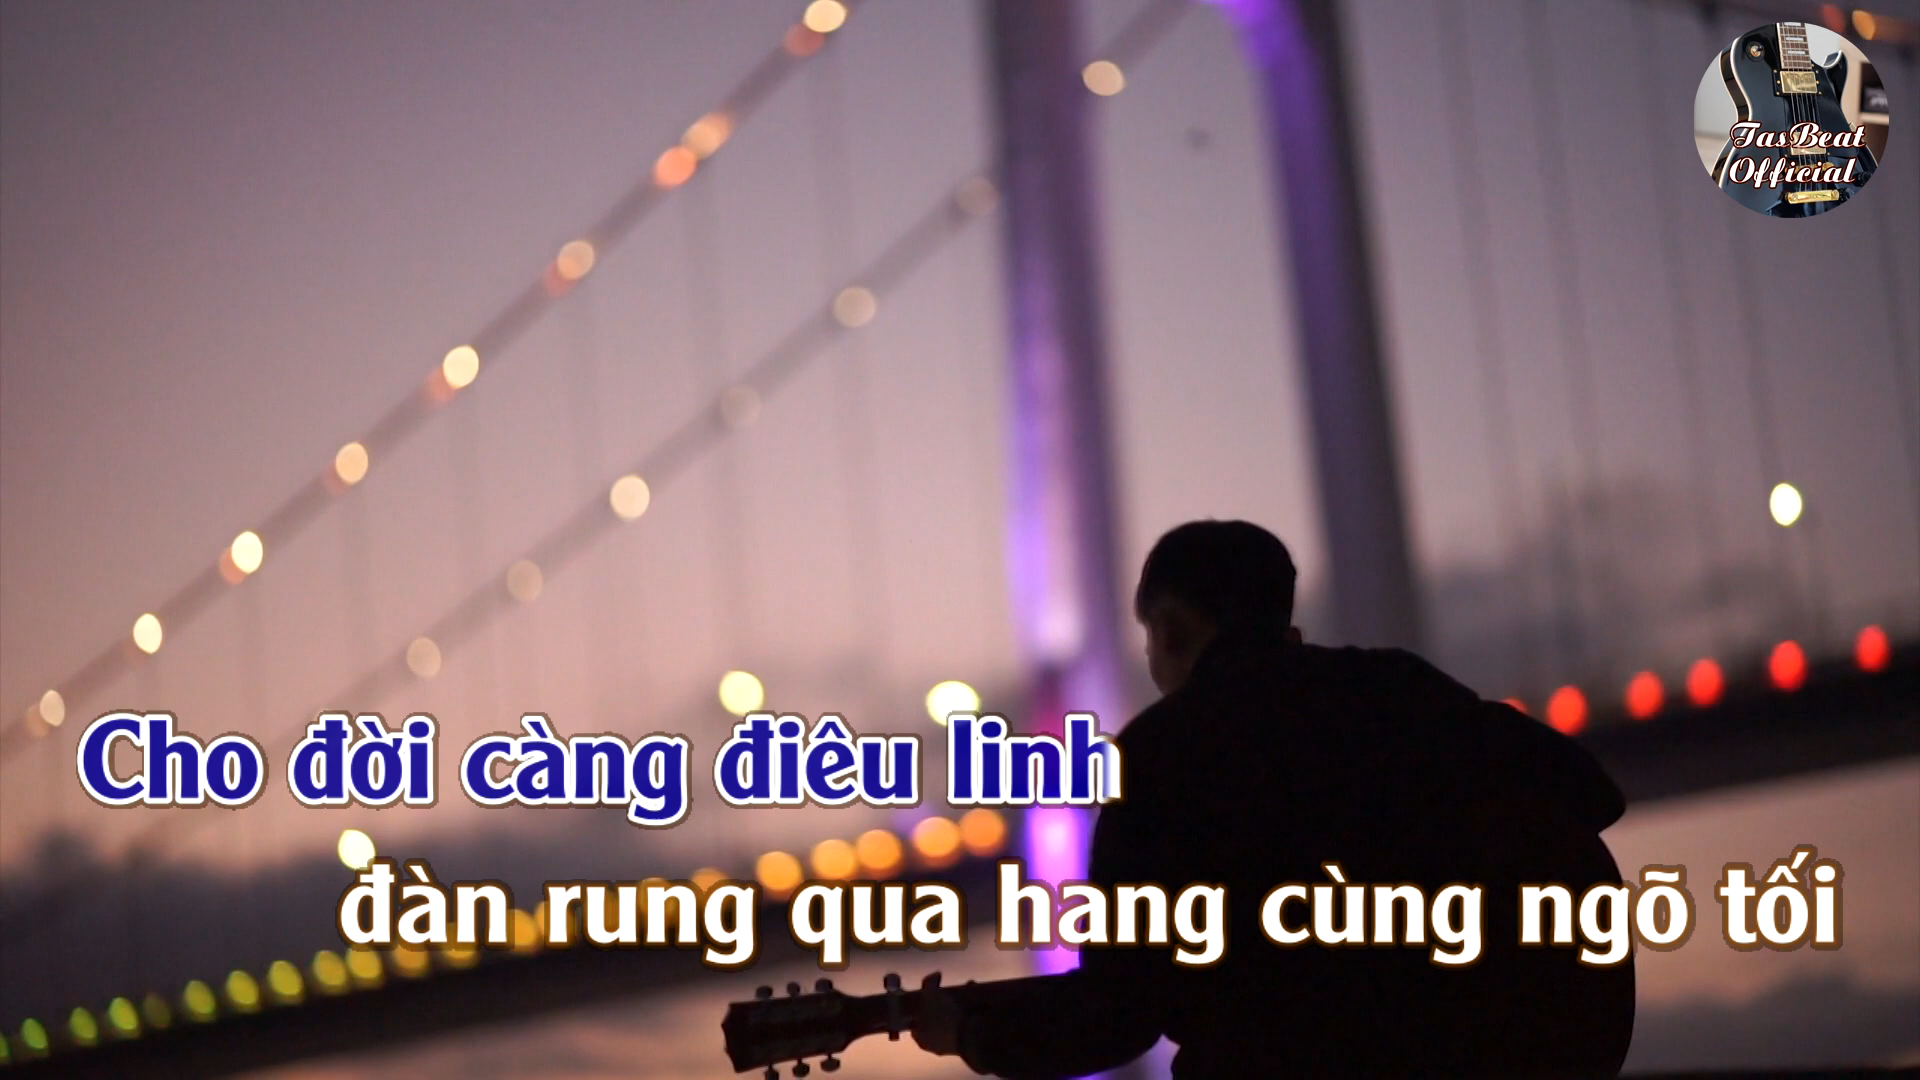 TasBeat
Official
Cho đời càng điêu linh
đàn rung qua hang cùng ngõ tối